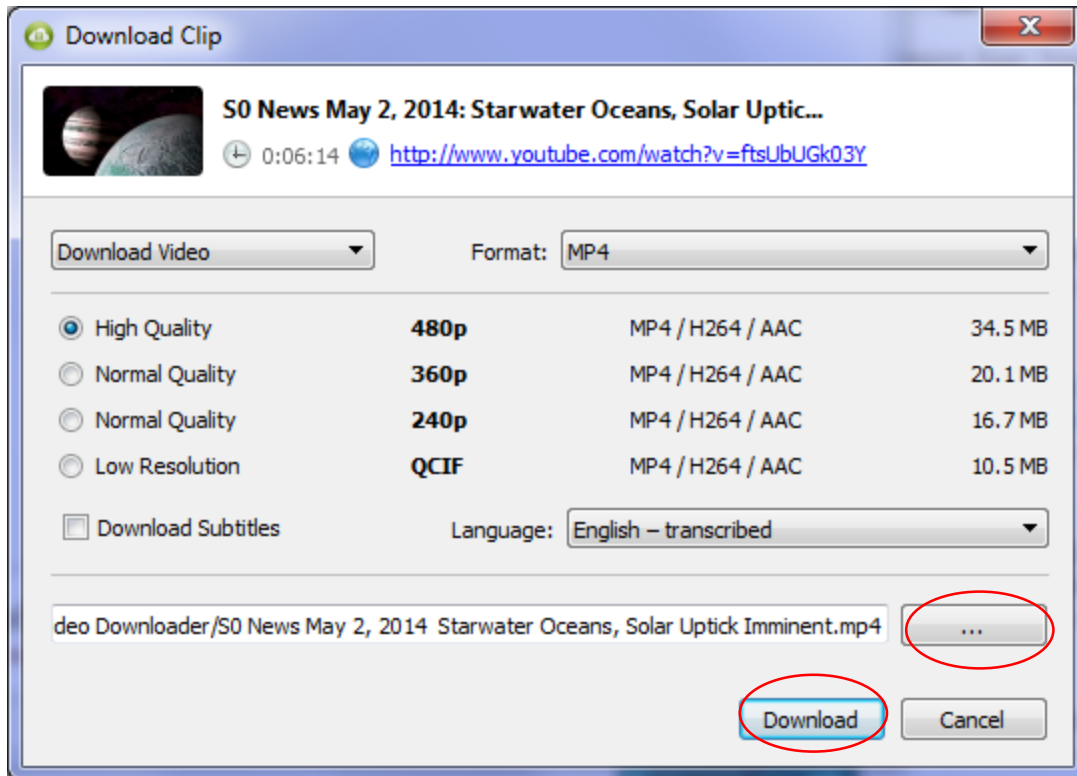 Download Clip
S0 News May 2, 2014: Starwater Oceans, Solar Uptic...
0:06:14 http://www.youtube.com/watch?v=ftsUbUGk03Y
Download Video Format: MP4
High Quality 480p MP4 / H264 / AAC 34.5 MB
Normal Quality 360p MP4 / H264 / AAC 20.1 MB
Normal Quality 240p MP4 / H264 / AAC 16.7 MB
Low Resolution QCIF MP4 / H264 / AAC 10.5 MB
Download Subtitles Language: English – transcribed
deo Downloader/S0 News May 2, 2014  Starwater Oceans, Solar Uptick Imminent.mp4 ...
Download Cancel